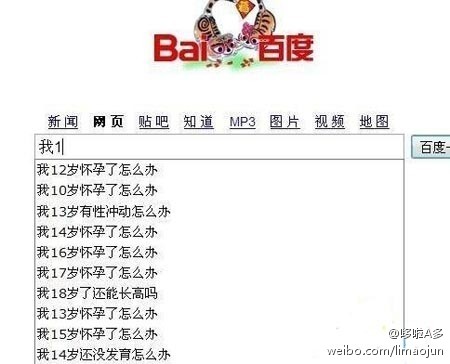 Bai 百度
新闻 网页 贴吧 知道 MP3 图片 视频 地图
我1 百度一
我12岁怀孕了怎么办
我10岁怀孕了怎么办
我13岁有性冲动怎么办
我14岁怀孕了怎么办
我16岁怀孕了怎么办
我17岁怀孕了怎么办
我18岁了还能长高吗
我13岁怀孕了怎么办
我15岁怀孕了怎么办
我14岁还没发育怎么办
@哆啦A多
weibo.com/limaojun